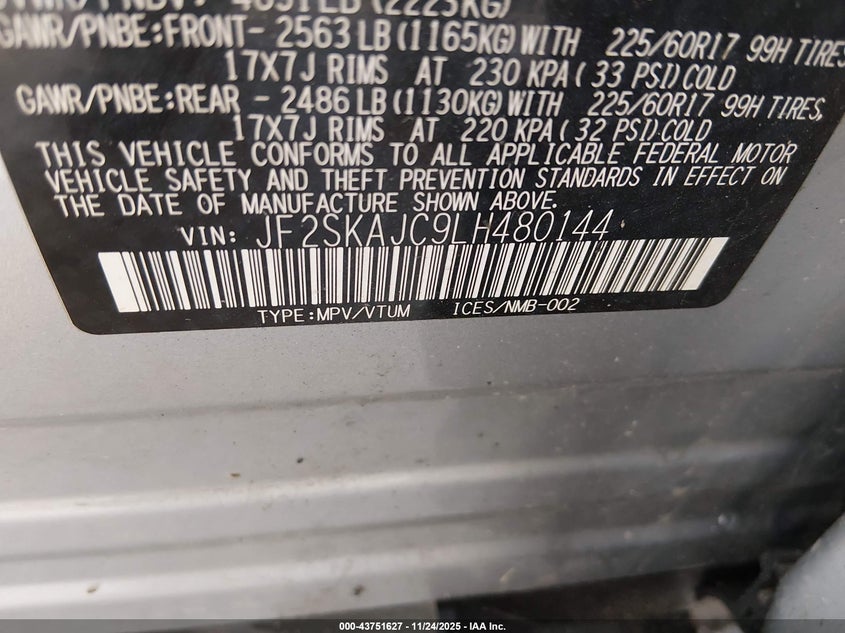 GAWR/PNBE:FRONT- 2563 LB(1165KG)WITH 225/60R17 99H TIRES
17X7J RIMS AT 230 KPA( 33 PSI)COLD
GAWR/PNBE:REAR - 2486 LB(1130KG)WITH 225/60R17 99H TIRES,
17X7J RIMS AT 220 KPA( 32 PSI)COLD
THIS VEHICLE CONFORMS TO ALL APPLICABLE FEDERAL MOTOR
VEHICLE SAFETY AND THEFT PREVENTION STANDARDS IN EFFECT ON
THE DATE OF MANUFACTURE SHOWN ABOVE.
VIN: JF2SKAJC9LH480144
TYPE:MPV/VTUM ICES/NMB-002
000-43751627 - 11/24/2025 - IAA Inc.